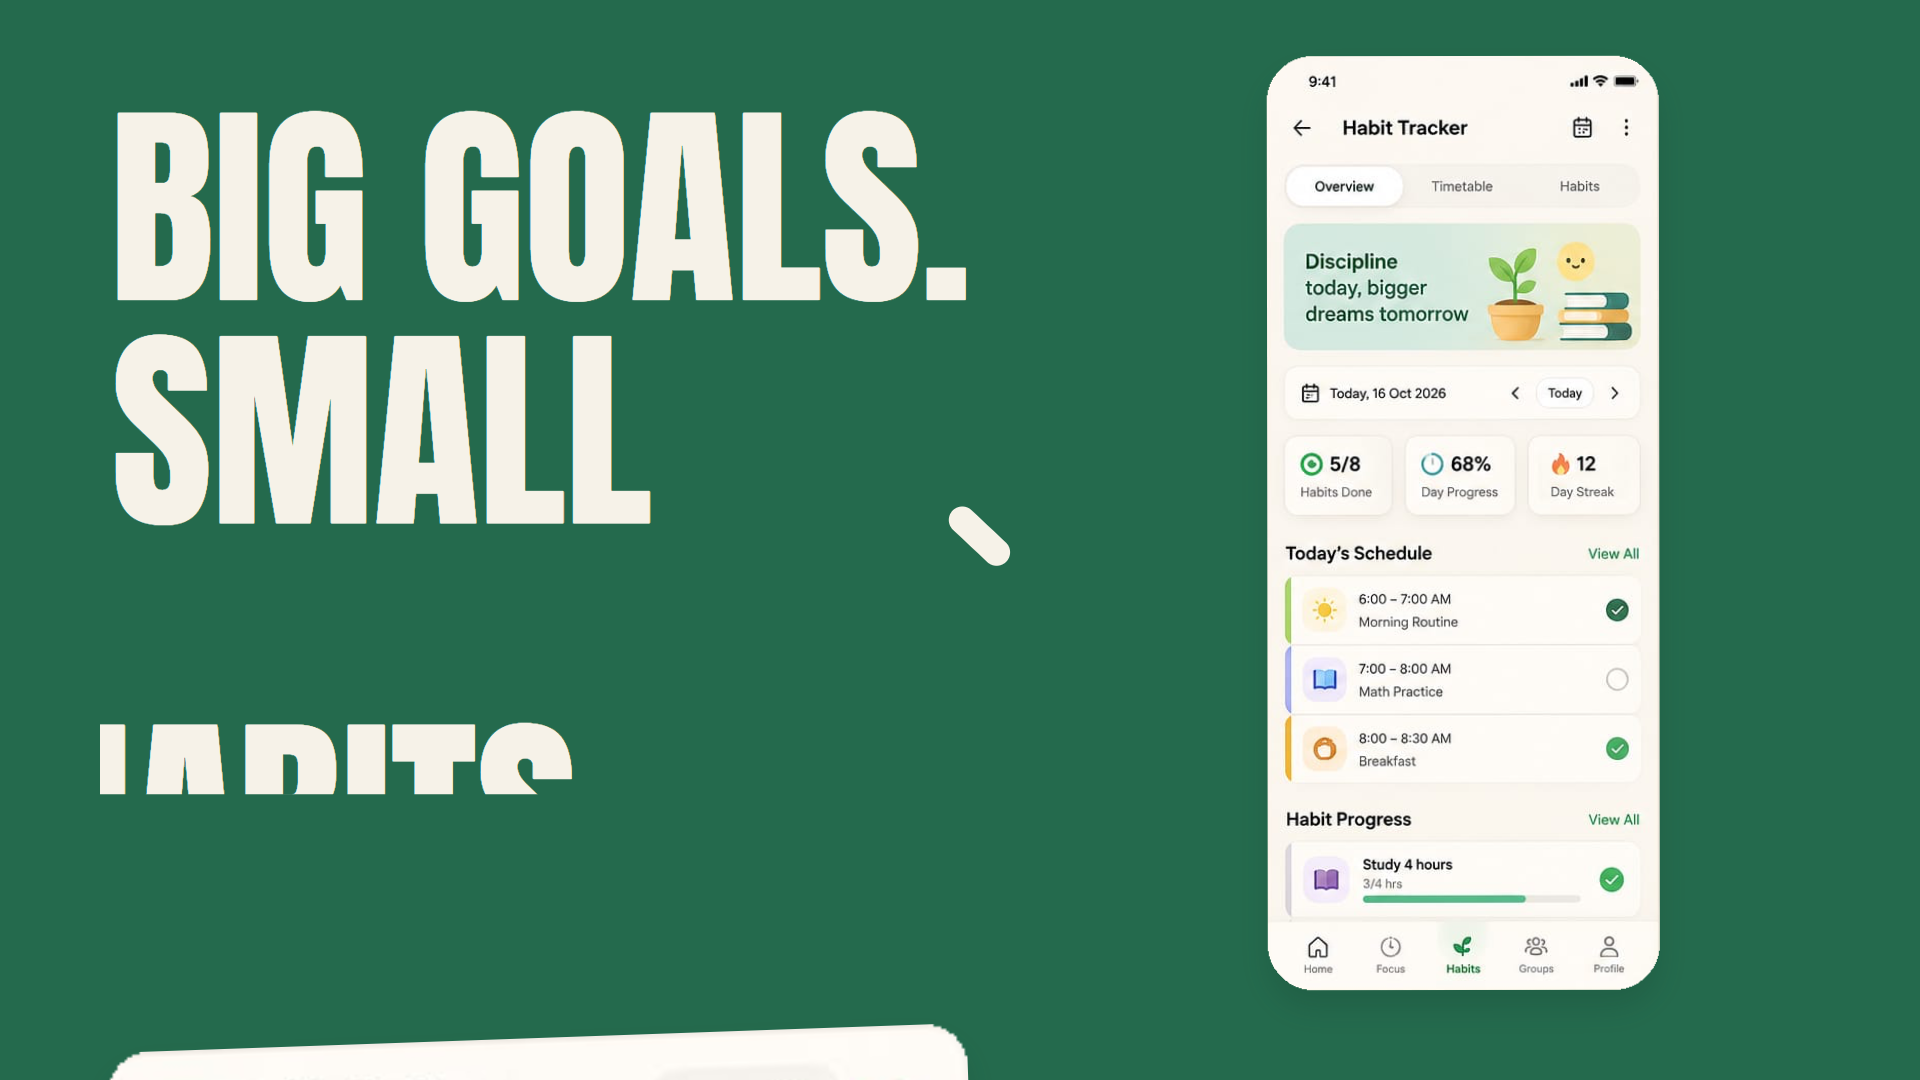 BIG GOALS.
SMALL
HABITS
9:41
Habit Tracker
Overview
Timetable
Habits
Discipline
today, bigger
dreams tomorrow
Today, 16 Oct 2026
Today
5/8
Habits Done
68%
Day Progress
12
Day Streak
Today's Schedule
View All
6:00 – 7:00 AM
Morning Routine
7:00 – 8:00 AM
Math Practice
8:00 – 8:30 AM
Breakfast
Habit Progress
View All
Study 4 hours
3/4 hrs
Home
Focus
Habits
Groups
Profile